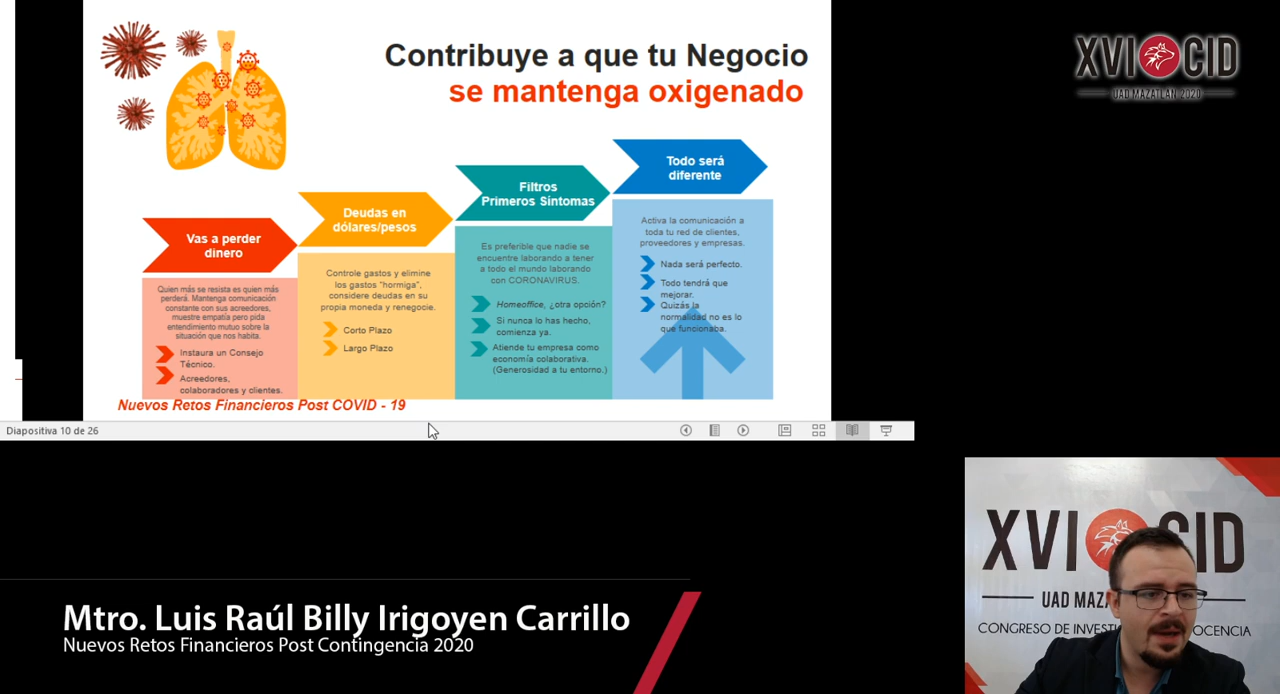 Contribuye a que tu Negocio
se mantenga oxigenado
XVI CID
UAD MAZATLÁN 2020
Vas a perder
dinero
Quien más se resista es quien más
perderá. Mantenga comunicación
constante con sus acreedores,
muestre empatía pero pida
entendimiento mutuo sobre la
situación que nos habita.
Instaura un Consejo
Técnico.
Acreedores,
colaboradores y clientes.
Deudas en
dólares/pesos
Controle gastos y elimine
los gastos "hormiga",
considere deudas en su
propia moneda y renegocie.
Corto Plazo
Largo Plazo
Filtros
Primeros Síntomas
Es preferible que nadie se
encuentre laborando a tener
a todo el mundo laborando
con CORONAVIRUS.
Homeoffice, ¿otra opción?
Si nunca lo has hecho,
comienza ya.
Atiende tu empresa como
economía colaborativa.
(Generosidad a tu entorno.)
Todo será
diferente
Activa la comunicación a
toda tu red de clientes,
proveedores y empresas.
Nada será perfecto.
Todo tendrá que
mejorar.
Quizás la
normalidad no es lo
que funcionaba.
Nuevos Retos Financieros Post COVID - 19
Diapositiva 10 de 26
Mtro. Luis Raúl Billy Irigoyen Carrillo
Nuevos Retos Financieros Post Contingencia 2020
XVI CID
UAD MAZA
CONGRESO DE INVESTI OCENCIA